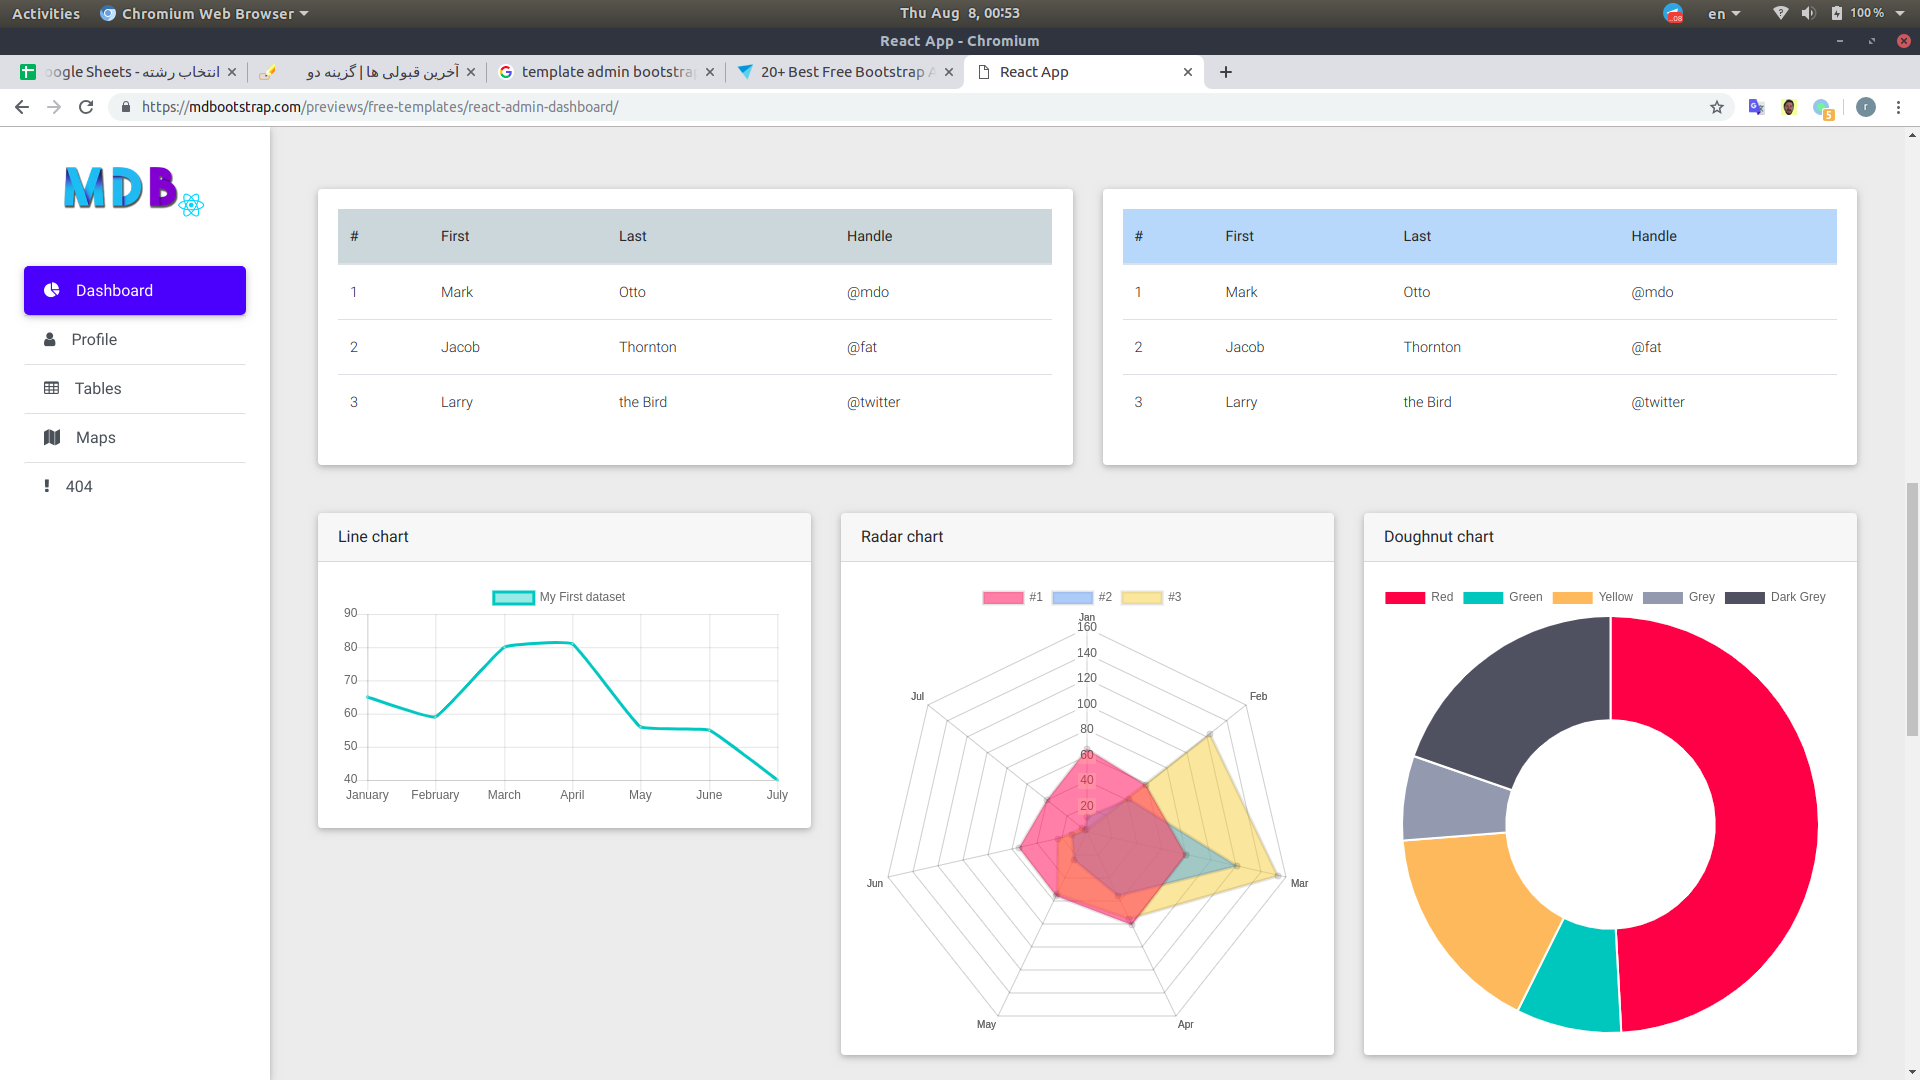 Activities Chromium Web Browser Thu Aug 8, 00:53 en 100 %
React App - Chromium
انتخاب رشته - Google Sheets آخرین قبولی ها | گزینه دو template admin bootstra 20+ Best Free Bootstrap A React App
https://mdbootstrap.com/previews/free-templates/react-admin-dashboard/ r 5
MDB
Dashboard
Profile
Tables
Maps
404
# First Last Handle
1 Mark Otto @mdo
2 Jacob Thornton @fat
3 Larry the Bird @twitter
# First Last Handle
1 Mark Otto @mdo
2 Jacob Thornton @fat
3 Larry the Bird @twitter
Line chart
My First dataset
90
80
70
60
50
40
January February March April May June July
Radar chart
#1 #2 #3
Jan
160
140
120
100
80
60
40
20
Feb
Mar
Apr
May
Jun
Jul
Doughnut chart
Red Green Yellow Grey Dark Grey